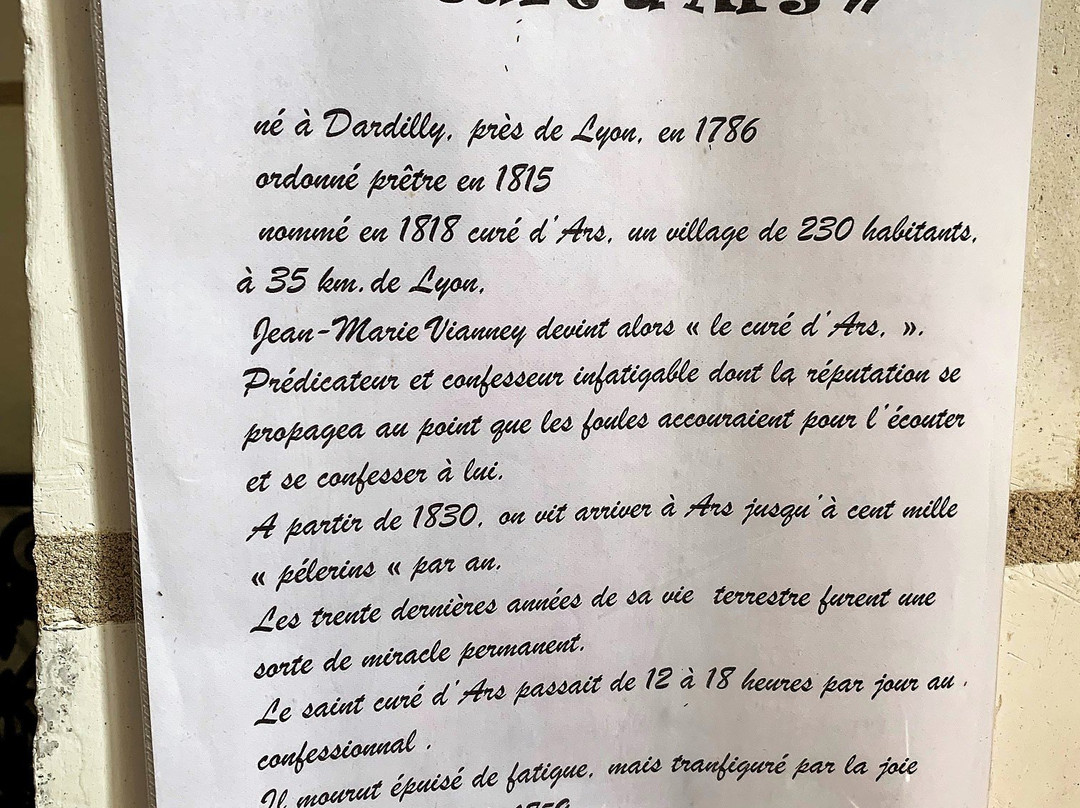 d'Ars »
né à Dardilly, près de Lyon, en 1786
ordonné prêtre en 1815
nommé en 1818 curé d'Ars, un village de 230 habitants,
à 35 km. de Lyon,
Jean-Marie Vianney devint alors « le curé d'Ars, ».
Prédicateur et confesseur infatigable dont la réputation se
propagea au point que les foules accouraient pour l'écouter
et se confesser à lui.
A partir de 1830, on vit arriver à Ars jusqu'à cent mille
« pélerins « par an.
Les trente dernières années de sa vie terrestre furent une
sorte de miracle permanent.
Le saint curé d'Ars passait de 12 à 18 heures par jour au
confessionnal .
Il mourut épuisé de fatigue, mais tranfiguré par la joie